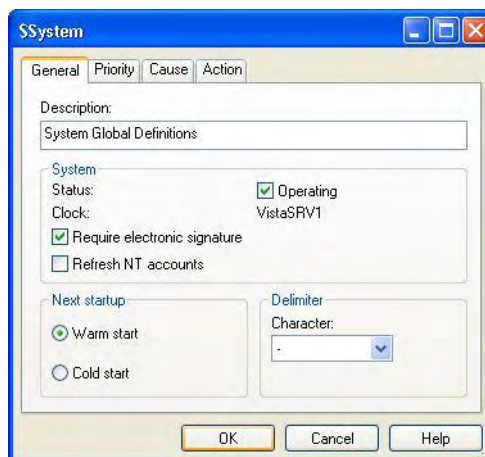 $System
General Priority Cause Action
Description:
System Global Definitions
System
Status: Operating
Clock: VistaSRV1
Require electronic signature
Refresh NT accounts
Next startup
Warm start
Cold start
Delimiter
Character:
-
OK Cancel Help